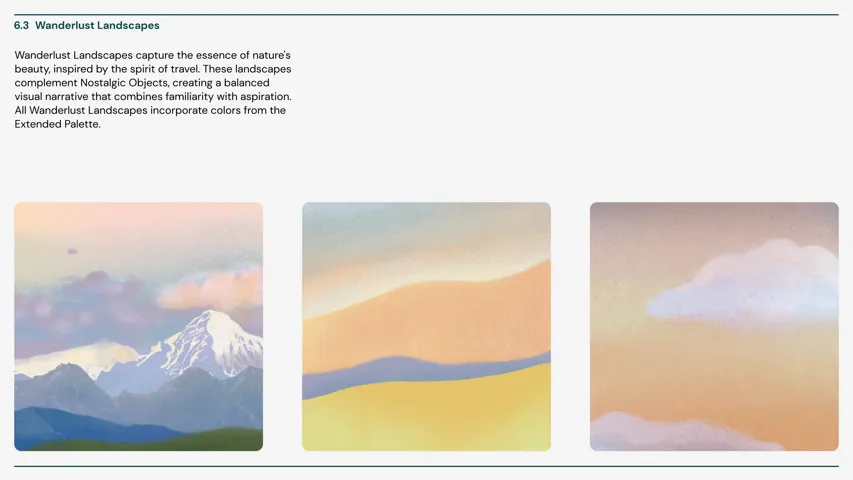 6.3 Wanderlust Landscapes
Wanderlust Landscapes capture the essence of nature's
beauty, inspired by the spirit of travel. These landscapes
complement Nostalgic Objects, creating a balanced
visual narrative that combines familiarity with aspiration.
All Wanderlust Landscapes incorporate colors from the
Extended Palette.